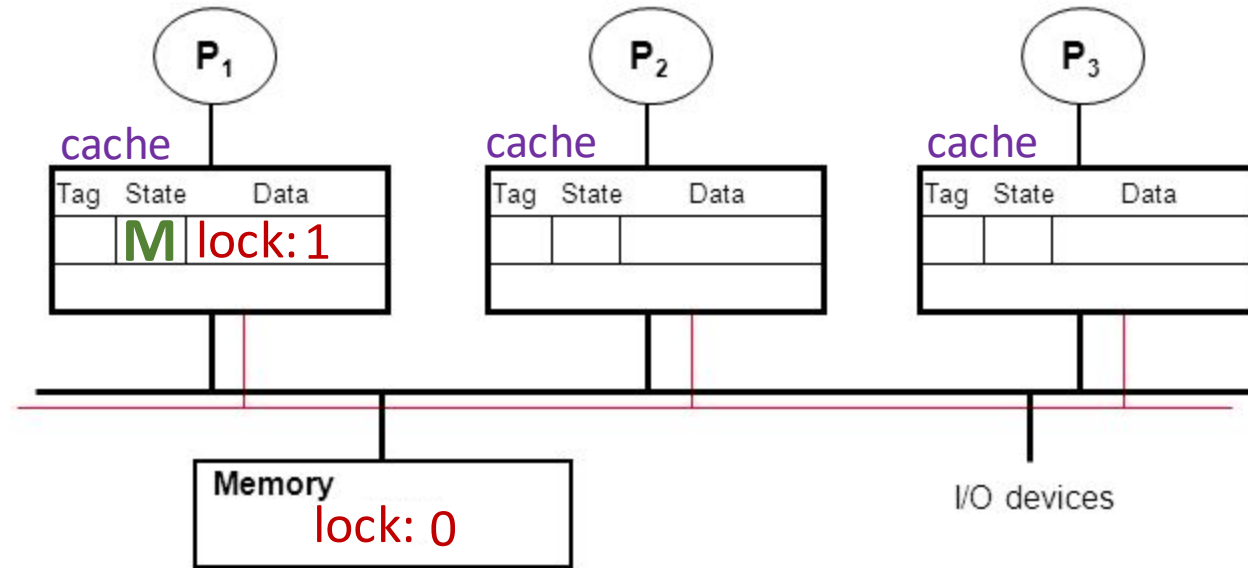 P1 P2 P3
cache cache cache
Tag State Data Tag State Data Tag State Data
M lock: 1
Memory
lock: 0
I/O devices